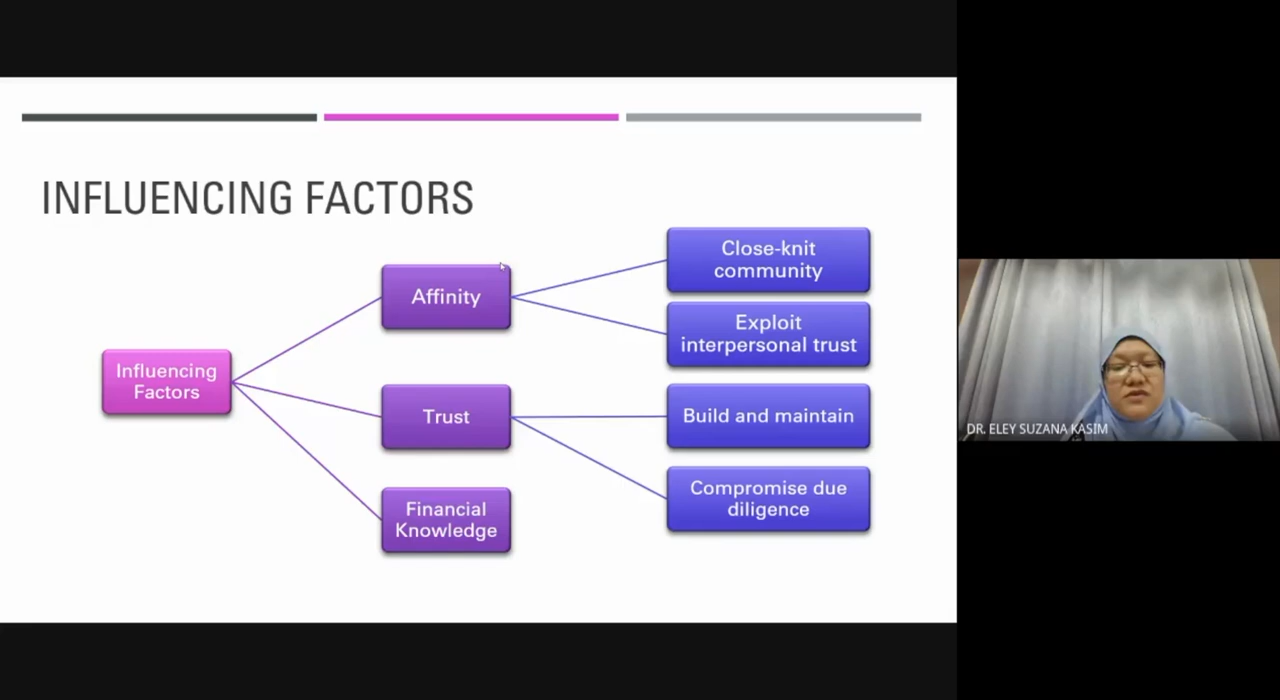 INFLUENCING FACTORS
Influencing
Factors
Affinity
Close-knit
community
Exploit
interpersonal trust
Trust
Build and maintain
Compromise due
diligence
Financial
Knowledge
DR. ELEY SUZANA KASIM